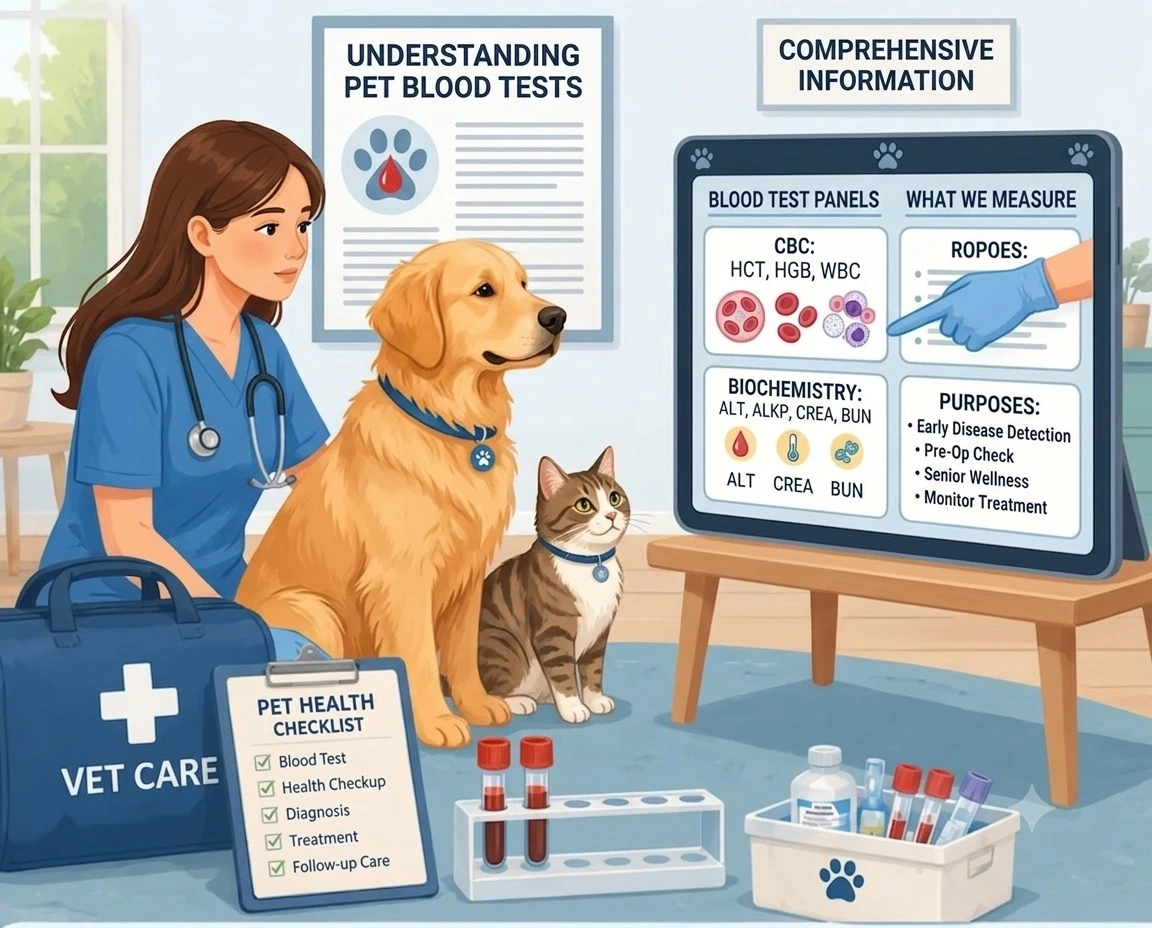 UNDERSTANDING
PET BLOOD TESTS
COMPREHENSIVE
INFORMATION
BLOOD TEST PANELS
WHAT WE MEASURE
CBC:
HCT, HGB, WBC
ROPOES:
BIOCHEMISTRY:
ALT, ALKP, CREA, BUN
ALT CREA BUN
PURPOSES:
• Early Disease Detection
• Pre-Op Check
• Senior Wellness
• Monitor Treatment
VET CARE
PET HEALTH
CHECKLIST
Blood Test
Health Checkup
Diagnosis
Treatment
Follow-up Care